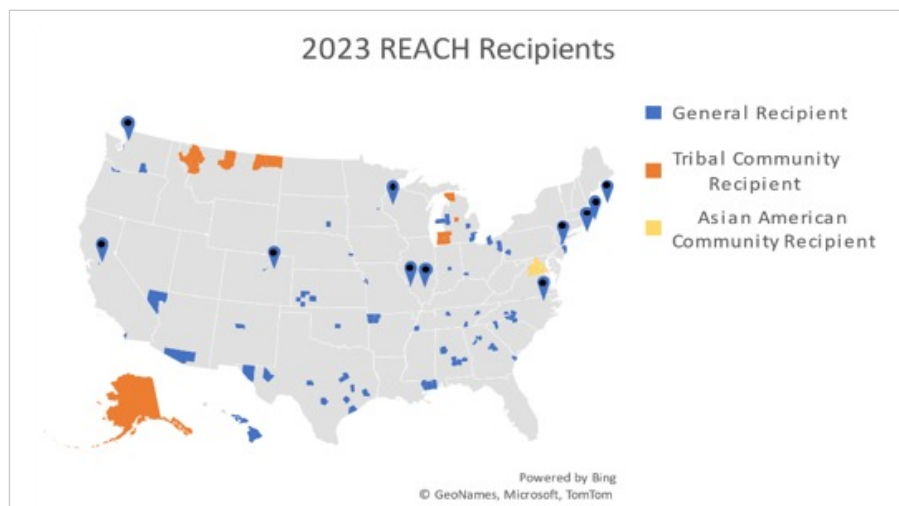 2023 REACH Recipients
General Recipient
Tribal Community
Recipient
Asian American
Community Recipient
Powered by Bing
© GeoNames, Microsoft, TomTom